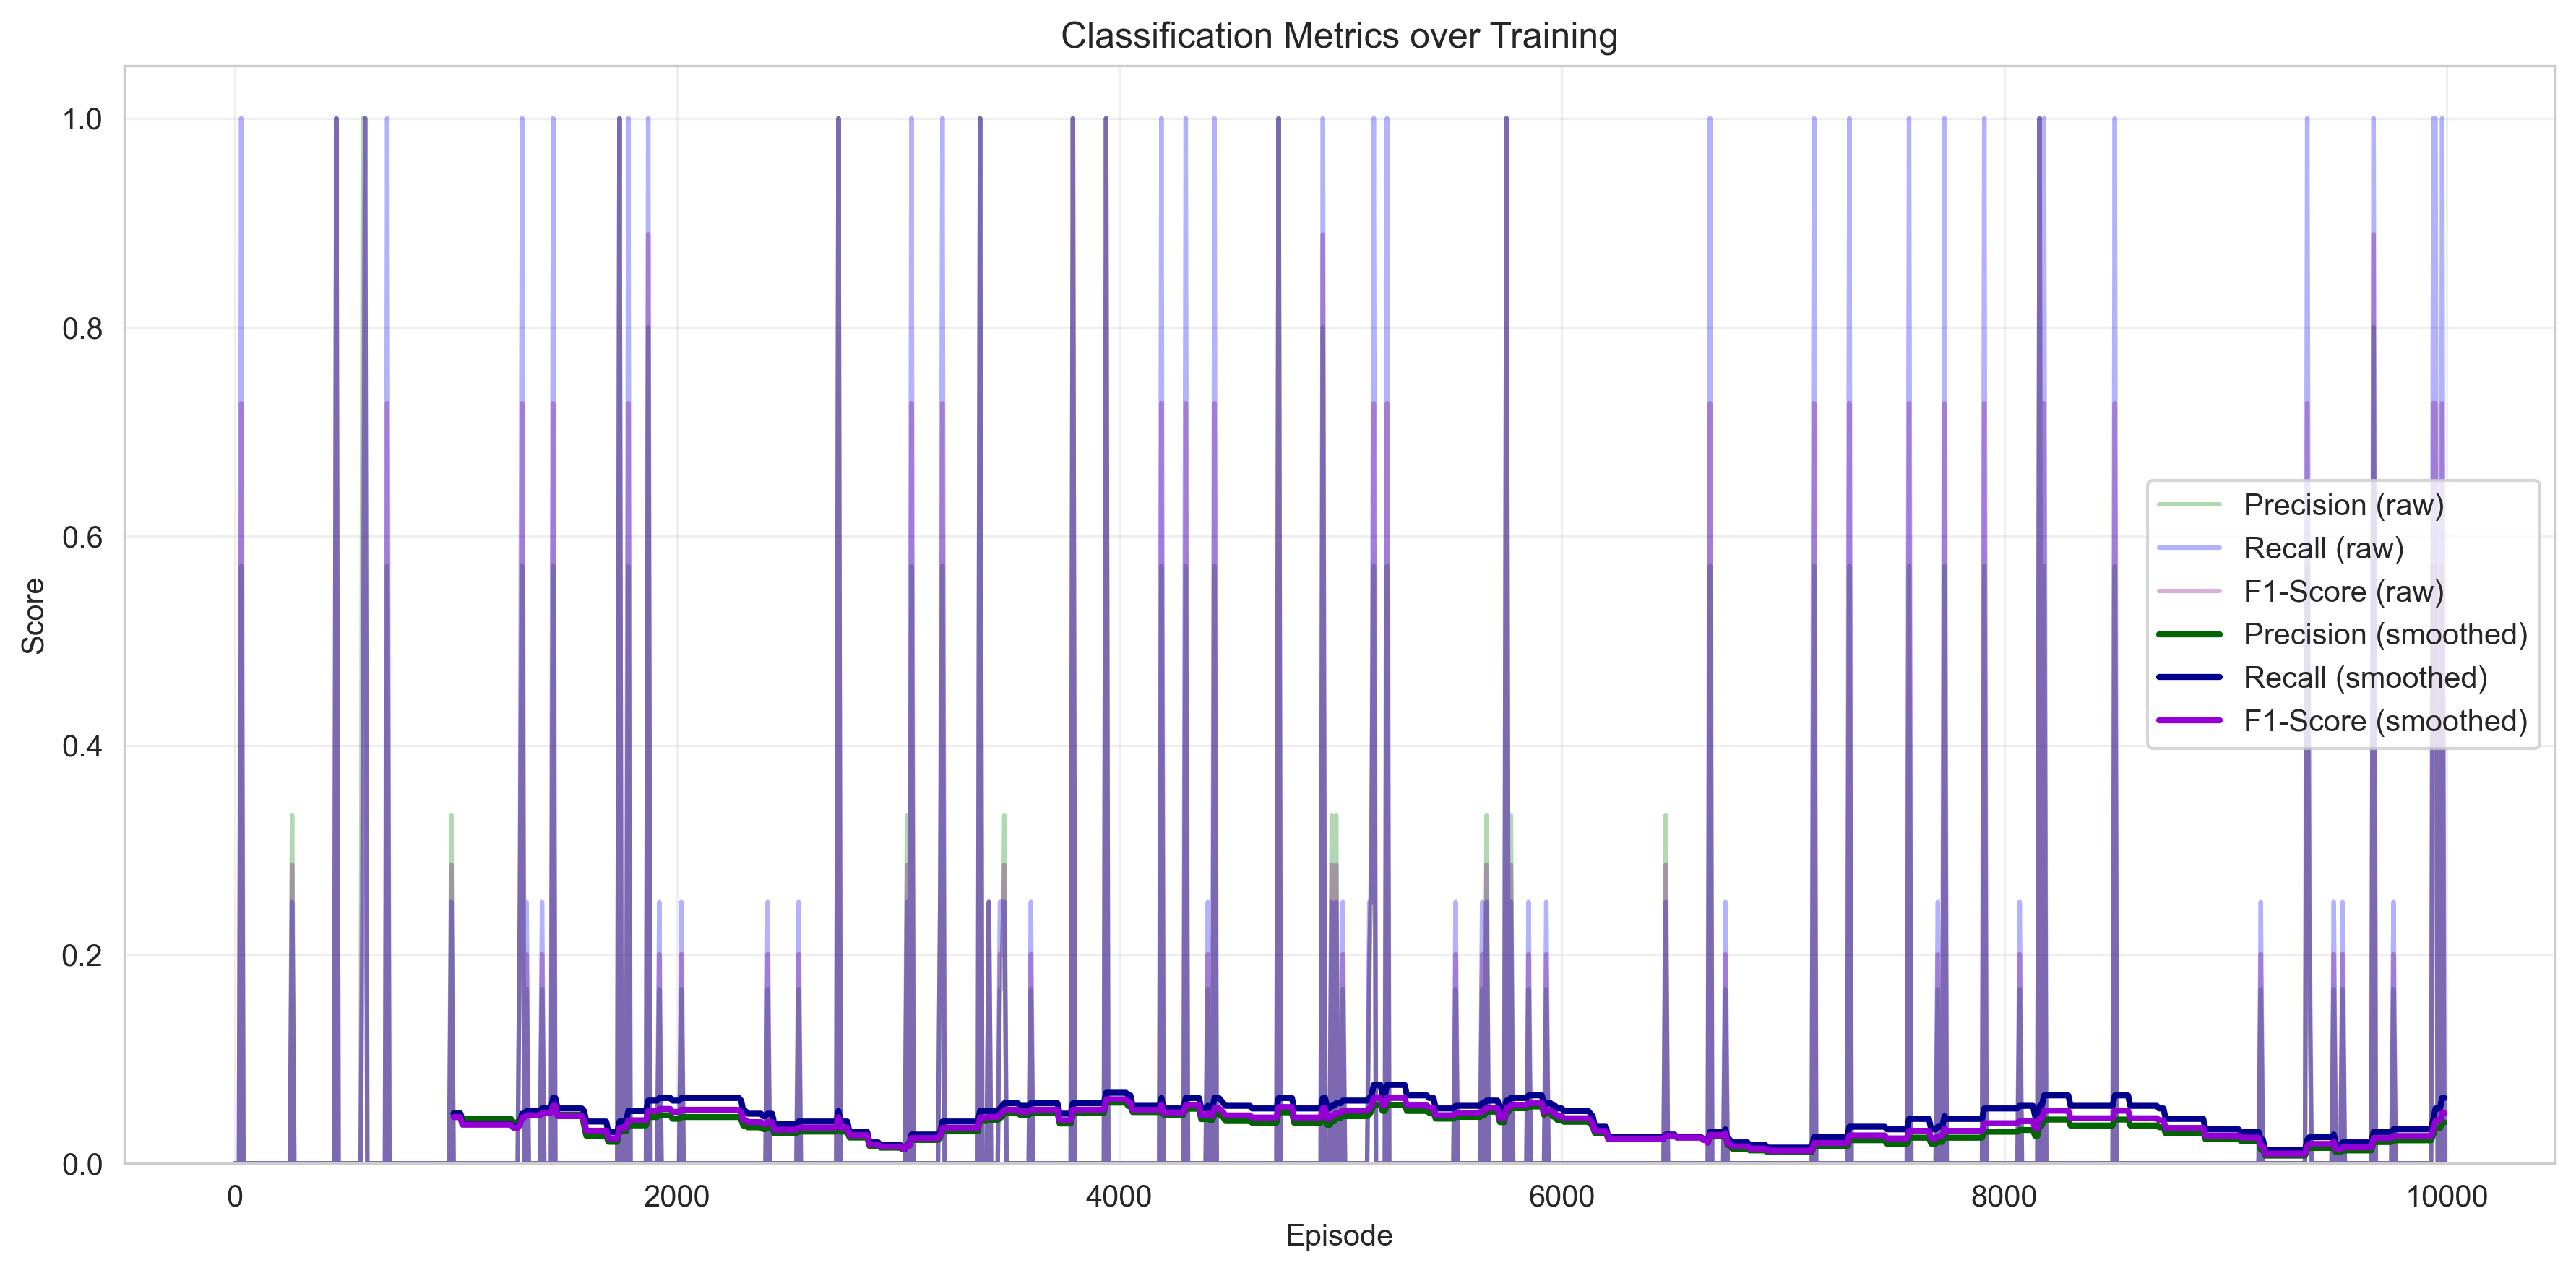 Classification Metrics over Training
1.0
0.8
0.6
0.4
0.2
0.0
Score
0
2000
4000
6000
8000
10000
Episode
Precision (raw)
Recall (raw)
F1-Score (raw)
Precision (smoothed)
Recall (smoothed)
F1-Score (smoothed)